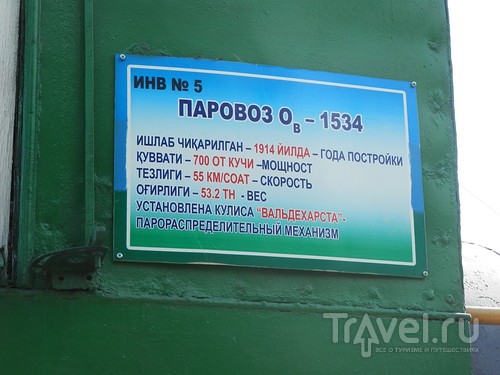 ИНВ № 5
ПАРОВОЗ Ов – 1534
ИШЛАБ ЧИҚАРИЛГАН – 1914 ЙИЛДА – ГОДА ПОСТРОЙКИ
ҚУВВАТИ – 700 ОТ КУЧИ –МОЩНОСТ
ТЕЗЛИГИ – 55 КМ/СОАТ – СКОРОСТЬ
ОҒИРЛИГИ – 53.2 ТН - ВЕС
УСТАНОВЛЕНА КУЛИСА "ВАЛЬДЕХАРСТА"-
ПАРОРАСПРЕДЕЛИТЕЛЬНЫЙ МЕХАНИЗМ
TRAVEL.RU
ВСЕ О ТУРИЗМЕ И ПУТЕШЕСТВИЯХ